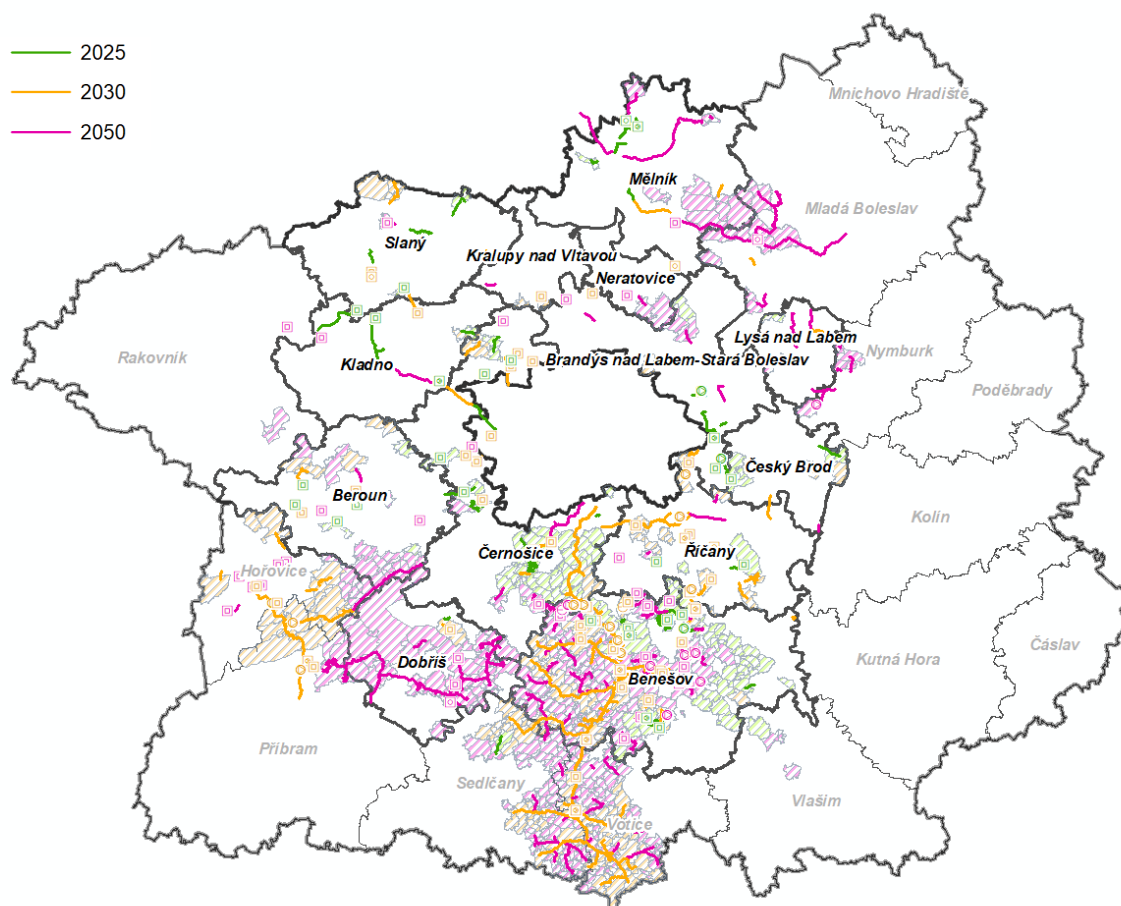 2025
2030
2050
Mnichovo Hradiště
Mělník
Mladá Boleslav
Slaný
Kralupy nad Vltavou
Neratovice
Lysá nad Labem
Nymburk
Rakovník
Kladno
Brandýs nad Labem-Stará Boleslav
Poděbrady
Český Brod
Beroun
Kolín
Černošice
Říčany
Hořovice
Čáslav
Kutná Hora
Dobříš
Benešov
Příbram
Sedlčany
Vlašim
Votice